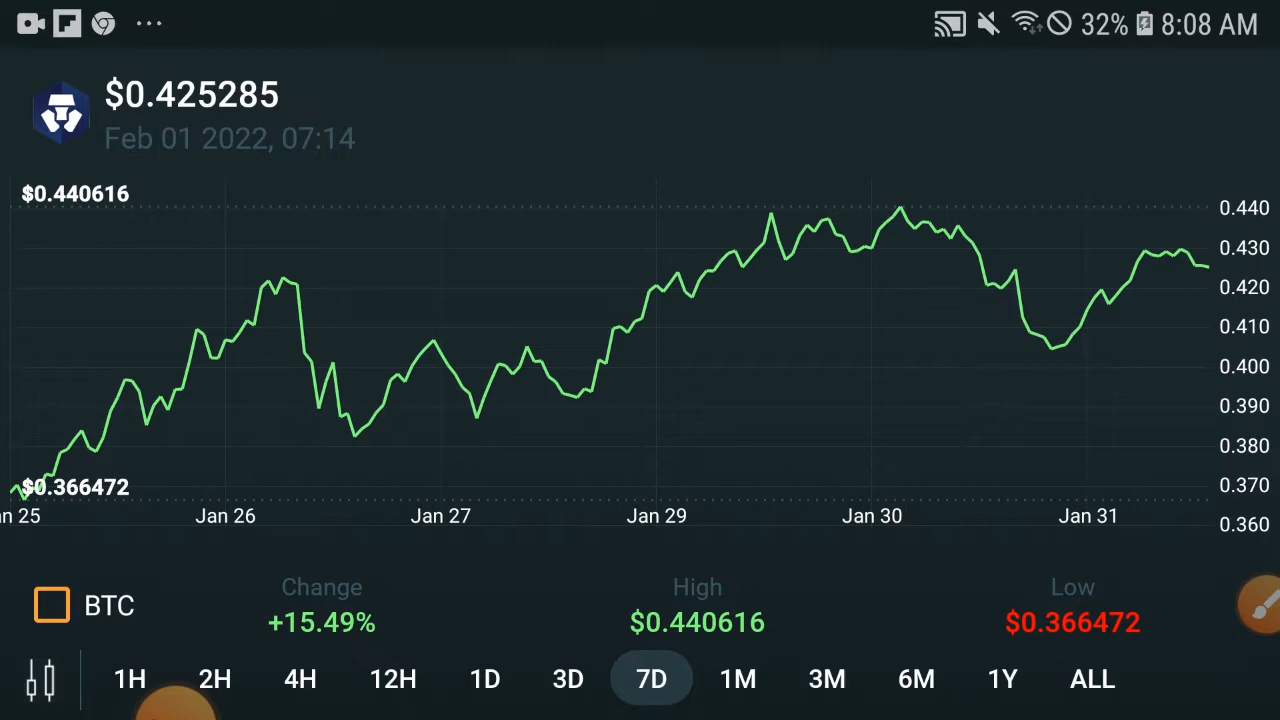 32% 8:08 AM
$0.425285
Feb 01 2022, 07:14
$0.440616
0.440
0.430
0.420
0.410
0.400
0.390
0.380
$0.366472
0.370
n 25 Jan 26 Jan 27 Jan 29 Jan 30 Jan 31
0.360
Change High Low
BTC
+15.49% $0.440616 $0.366472
1H 2H 4H 12H 1D 3D 7D 1M 3M 6M 1Y ALL